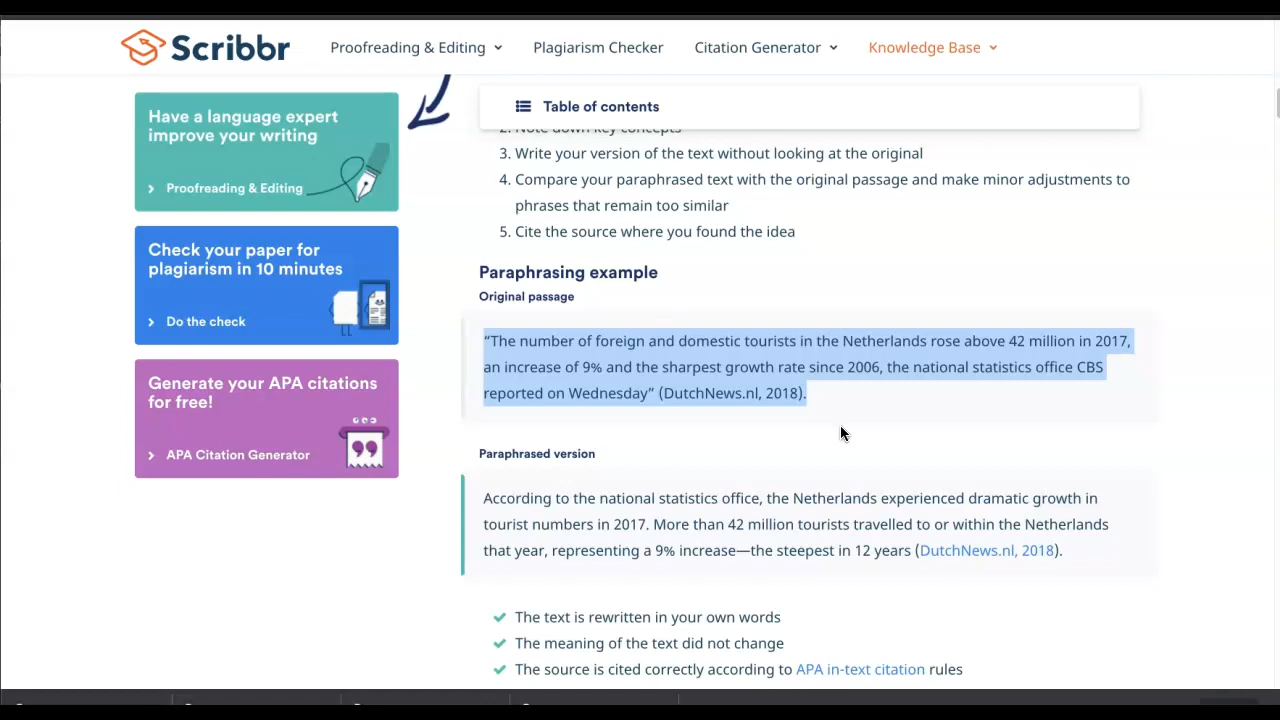 Scribbr
Proofreading & Editing
Plagiarism Checker
Citation Generator
Knowledge Base
Have a language expert
improve your writing
Proofreading & Editing
Check your paper for
plagiarism in 10 minutes
Do the check
Generate your APA citations
for free!
APA Citation Generator
Table of contents
2. Note down key concepts
3. Write your version of the text without looking at the original
4. Compare your paraphrased text with the original passage and make minor adjustments to
phrases that remain too similar
5. Cite the source where you found the idea
Paraphrasing example
Original passage
“The number of foreign and domestic tourists in the Netherlands rose above 42 million in 2017,
an increase of 9% and the sharpest growth rate since 2006, the national statistics office CBS
reported on Wednesday” (DutchNews.nl, 2018).
Paraphrased version
According to the national statistics office, the Netherlands experienced dramatic growth in
tourist numbers in 2017. More than 42 million tourists travelled to or within the Netherlands
that year, representing a 9% increase—the steepest in 12 years (DutchNews.nl, 2018).
The text is rewritten in your own words
The meaning of the text did not change
The source is cited correctly according to APA in-text citation rules